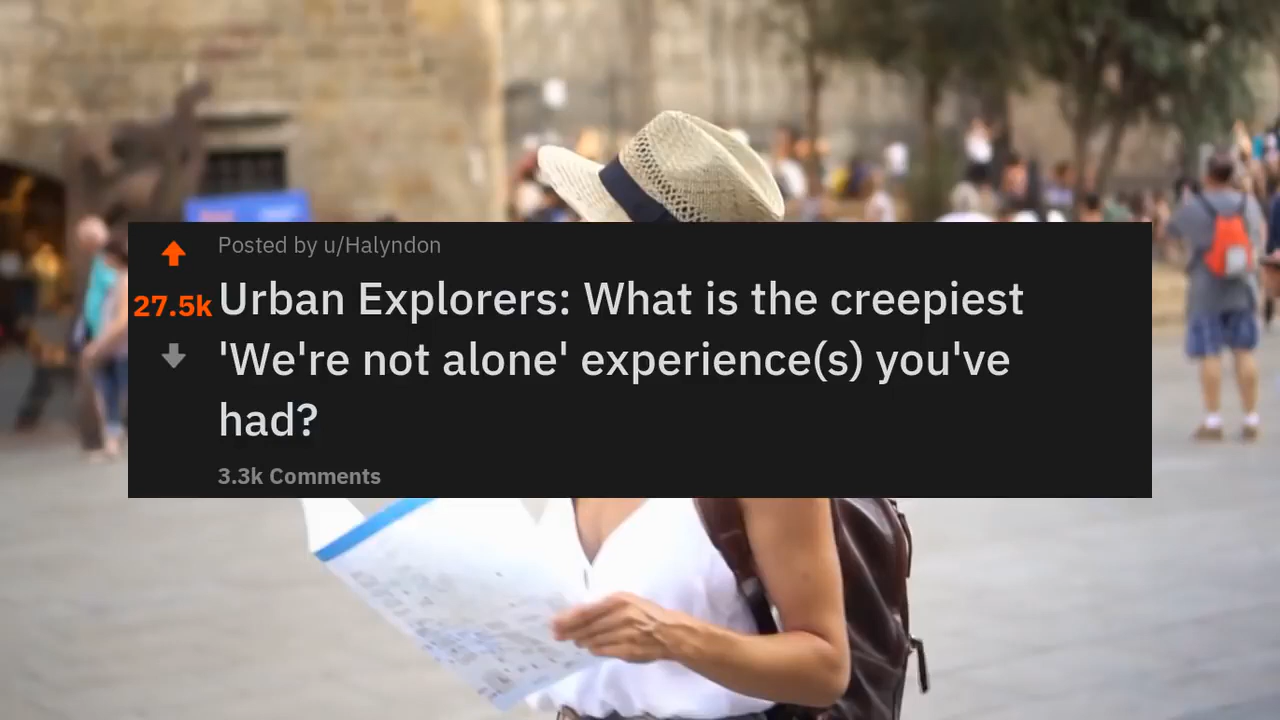 Posted by u/Halyndon
27.5k
Urban Explorers: What is the creepiest
'We're not alone' experience(s) you've
had?
3.3k Comments